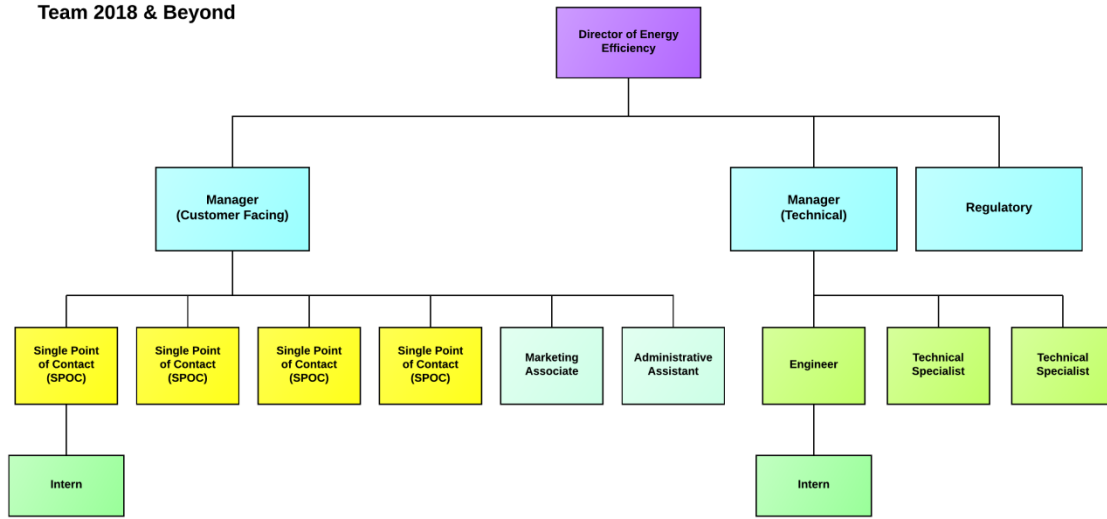 Team 2018 & Beyond
Director of Energy
Efficiency
Manager
(Customer Facing)
Manager
(Technical)
Regulatory
Single Point
of Contact
(SPOC)
Single Point
of Contact
(SPOC)
Single Point
of Contact
(SPOC)
Single Point
of Contact
(SPOC)
Marketing
Associate
Administrative
Assistant
Engineer
Technical
Specialist
Technical
Specialist
Intern
Intern